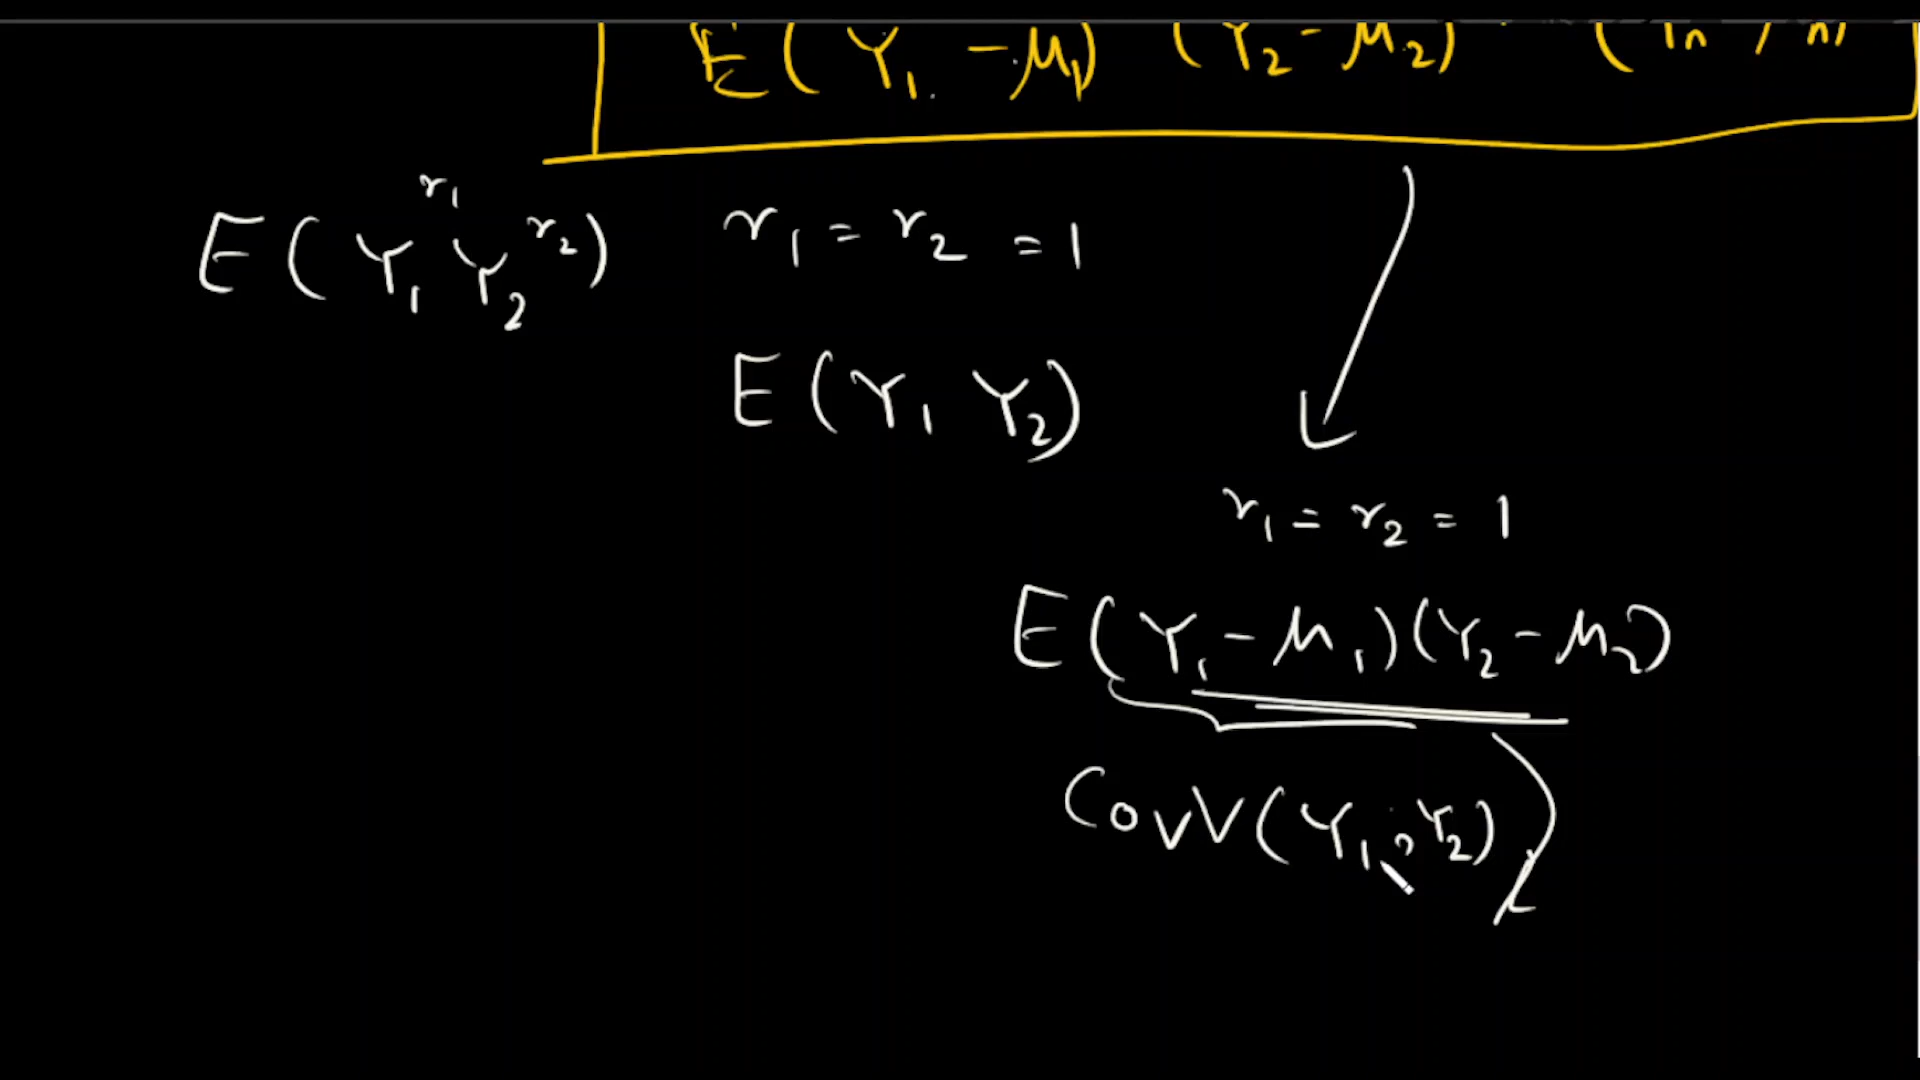 E ( Y₁ - μ₁) (Y₂ - μ₂) (
E ( Y₁^r₁ Y₂^r₂ ) r₁ = r₂ = 1
E ( Y₁ Y₂ )
r₁ = r₂ = 1
E ( Y₁ - μ₁ ) ( Y₂ - μ₂ )
CovV ( Y₁, Y₂ )